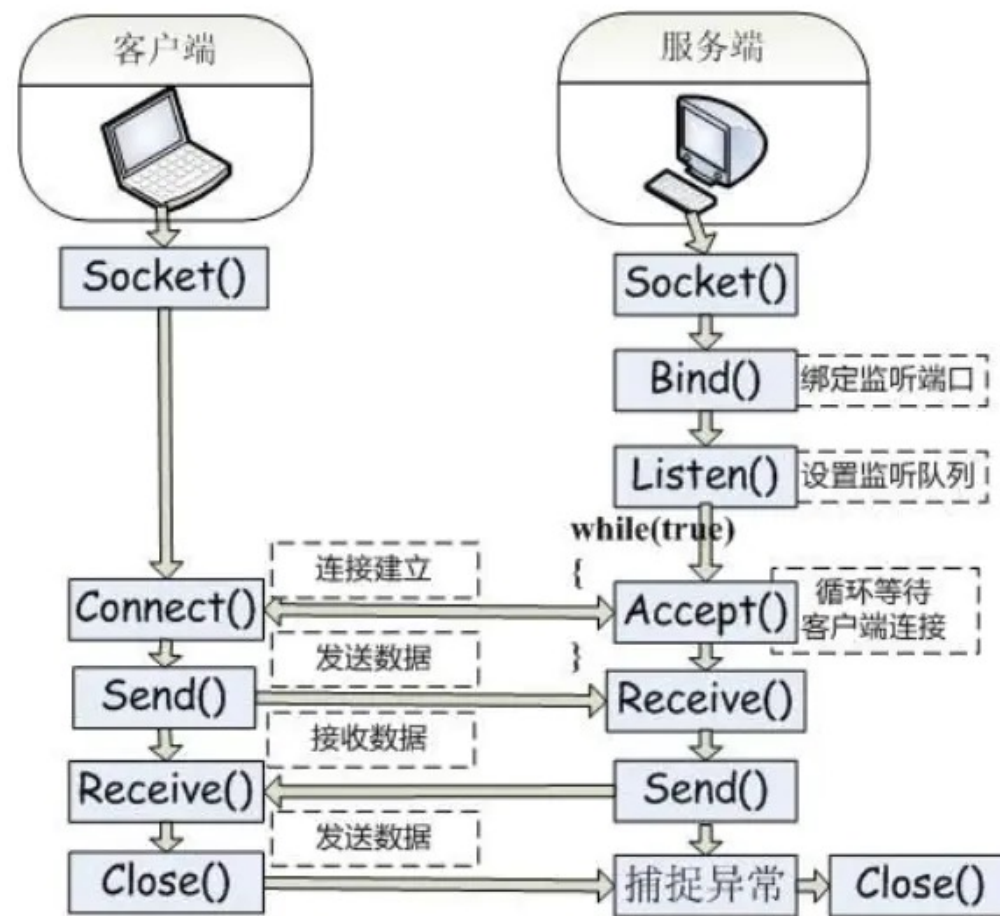 客户端
服务端
Socket()
Socket()
Bind()
绑定监听端口
Listen()
设置监听队列
while(true)
{
连接建立
Connect()
Accept()
循环等待
客户端连接
}
发送数据
Send()
Receive()
接收数据
Receive()
Send()
发送数据
Close()
捕捉异常
Close()